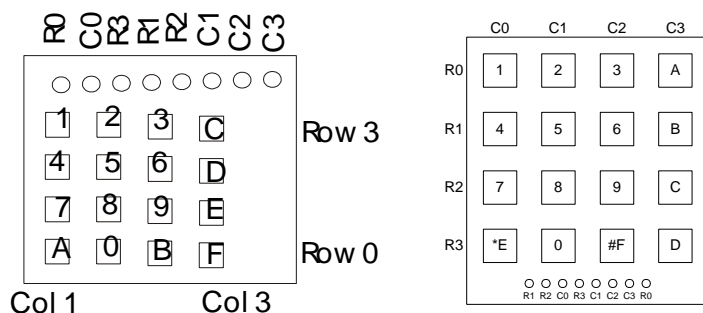 R0 C0 R3 R1 R2 C1 C2 C3
1 2 3 C Row 3
4 5 6 D
7 8 9 E
A 0 B F Row 0
Col 1 Col 3
C0 C1 C2 C3
R0 1 2 3 A
R1 4 5 6 B
R2 7 8 9 C
R3 *E 0 #F D
R1 R2 C0 R3 C1 C2 C3 R0